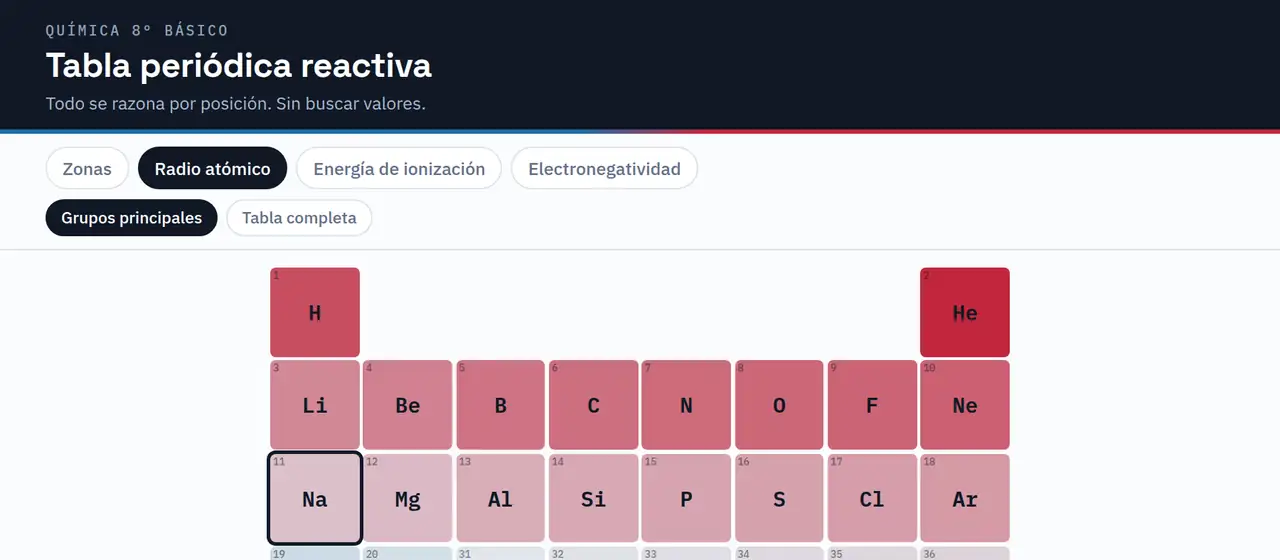 QUÍMICA 8° BÁSICO
Tabla periódica reactiva
Todo se razona por posición. Sin buscar valores.
Zonas Radio atómico Energía de ionización Electronegatividad
Grupos principales Tabla completa
1 2
H He
3 4 5 6 7 8 9 10
Li Be B C N O F Ne
11 12 13 14 15 16 17 18
Na Mg Al Si P S Cl Ar
19 20 31 32 33 34 35 36